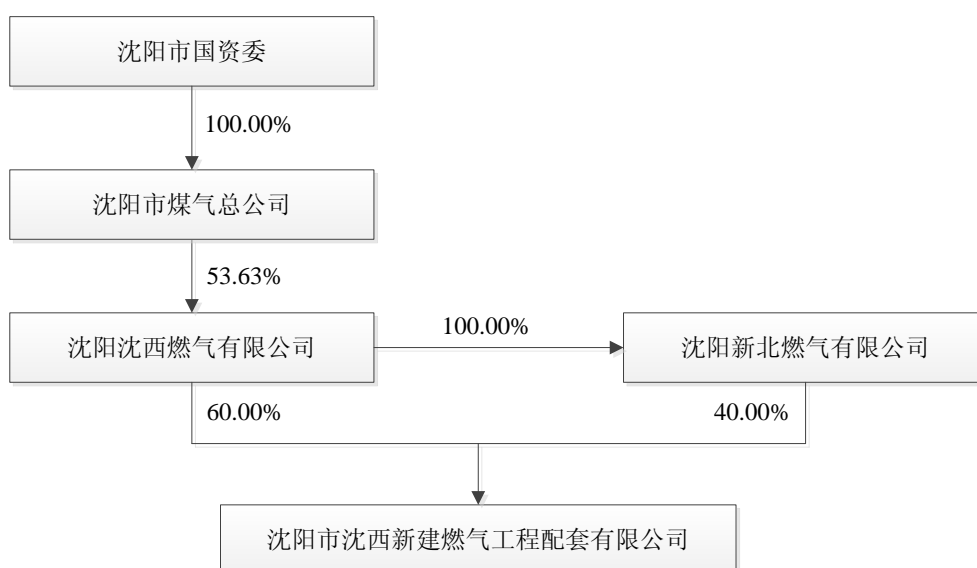 沈阳市国资委
100.00%
沈阳市煤气总公司
53.63%
沈阳沈西燃气有限公司
100.00%
沈阳新北燃气有限公司
60.00%
40.00%
沈阳市沈西新建燃气工程配套有限公司